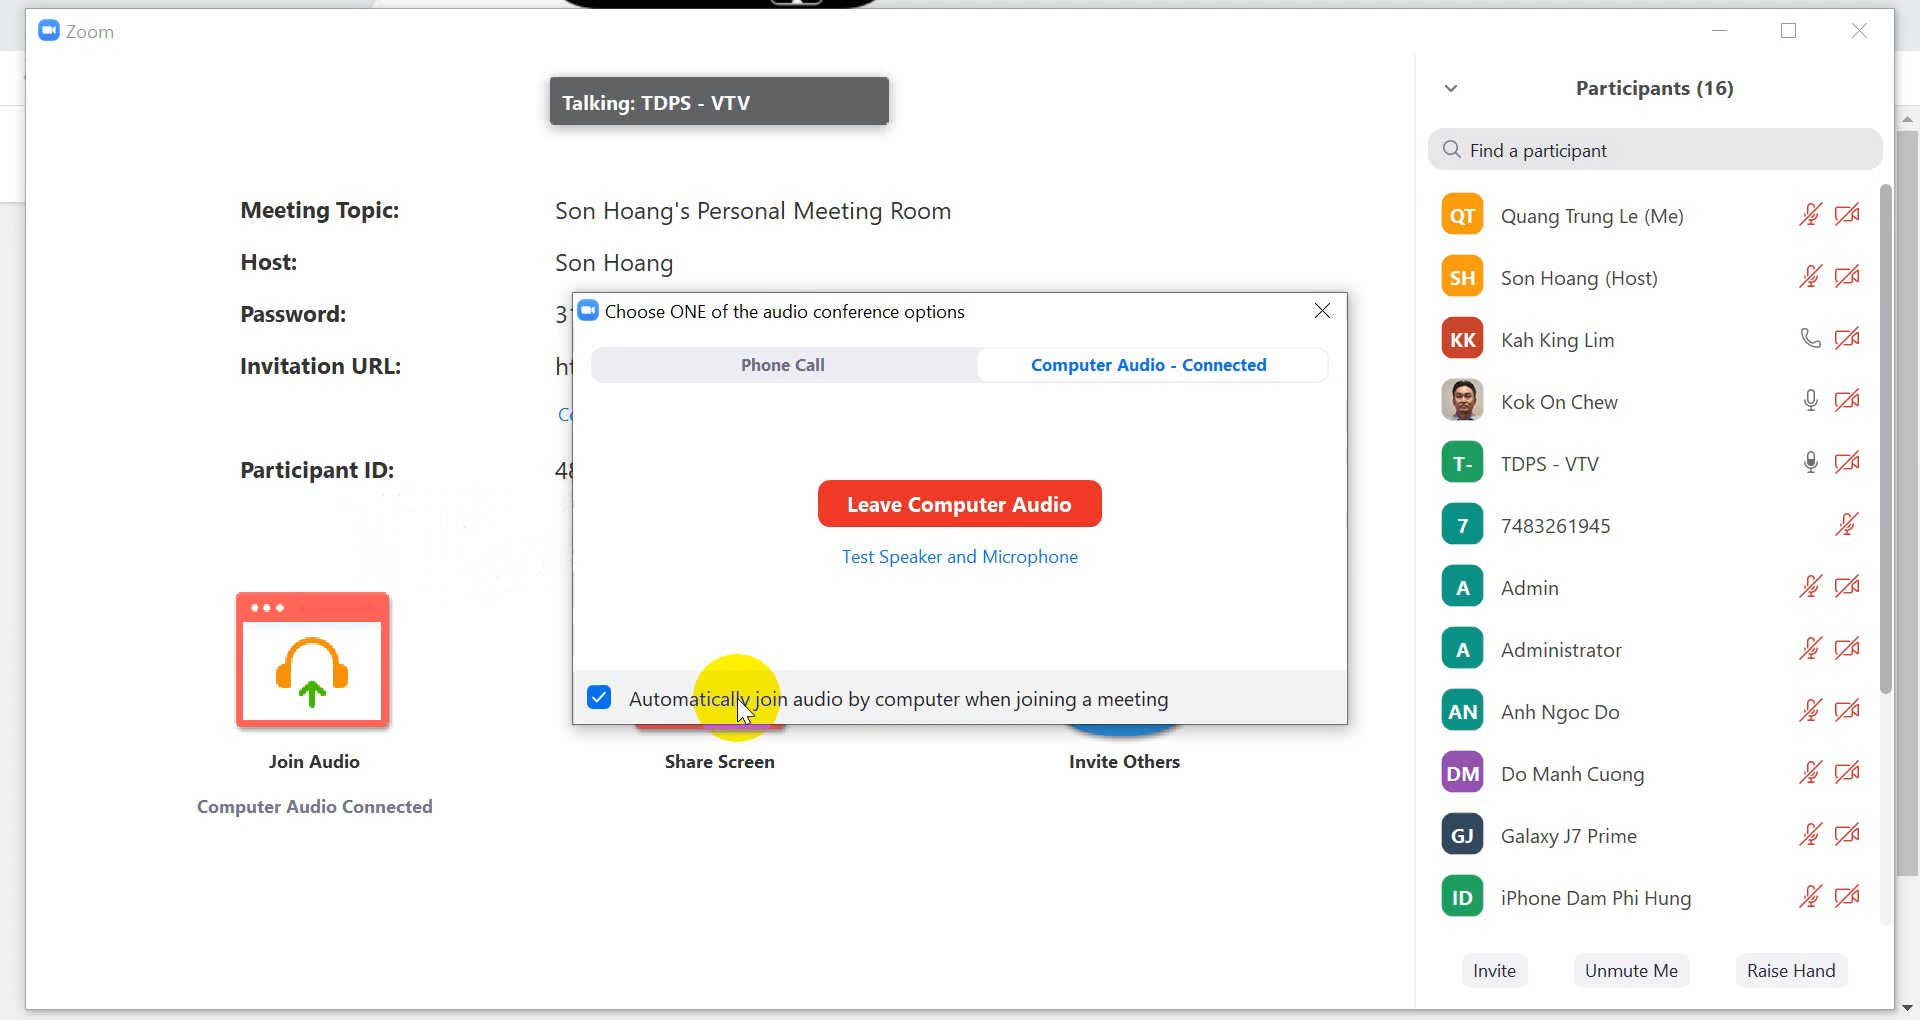 Zoom
Talking: TDPS - VTV
Meeting Topic: Son Hoang's Personal Meeting Room
Host: Son Hoang
Password:
Invitation URL:
Participant ID:
Choose ONE of the audio conference options
Phone Call
Computer Audio - Connected
Leave Computer Audio
Test Speaker and Microphone
Automatically join audio by computer when joining a meeting
Join Audio
Computer Audio Connected
Share Screen
Invite Others
Participants (16)
Find a participant
QT Quang Trung Le (Me)
SH Son Hoang (Host)
KK Kah King Lim
Kok On Chew
T- TDPS - VTV
7 7483261945
A Admin
A Administrator
AN Anh Ngoc Do
DM Do Manh Cuong
GJ Galaxy J7 Prime
ID iPhone Dam Phi Hung
Invite
Unmute Me
Raise Hand